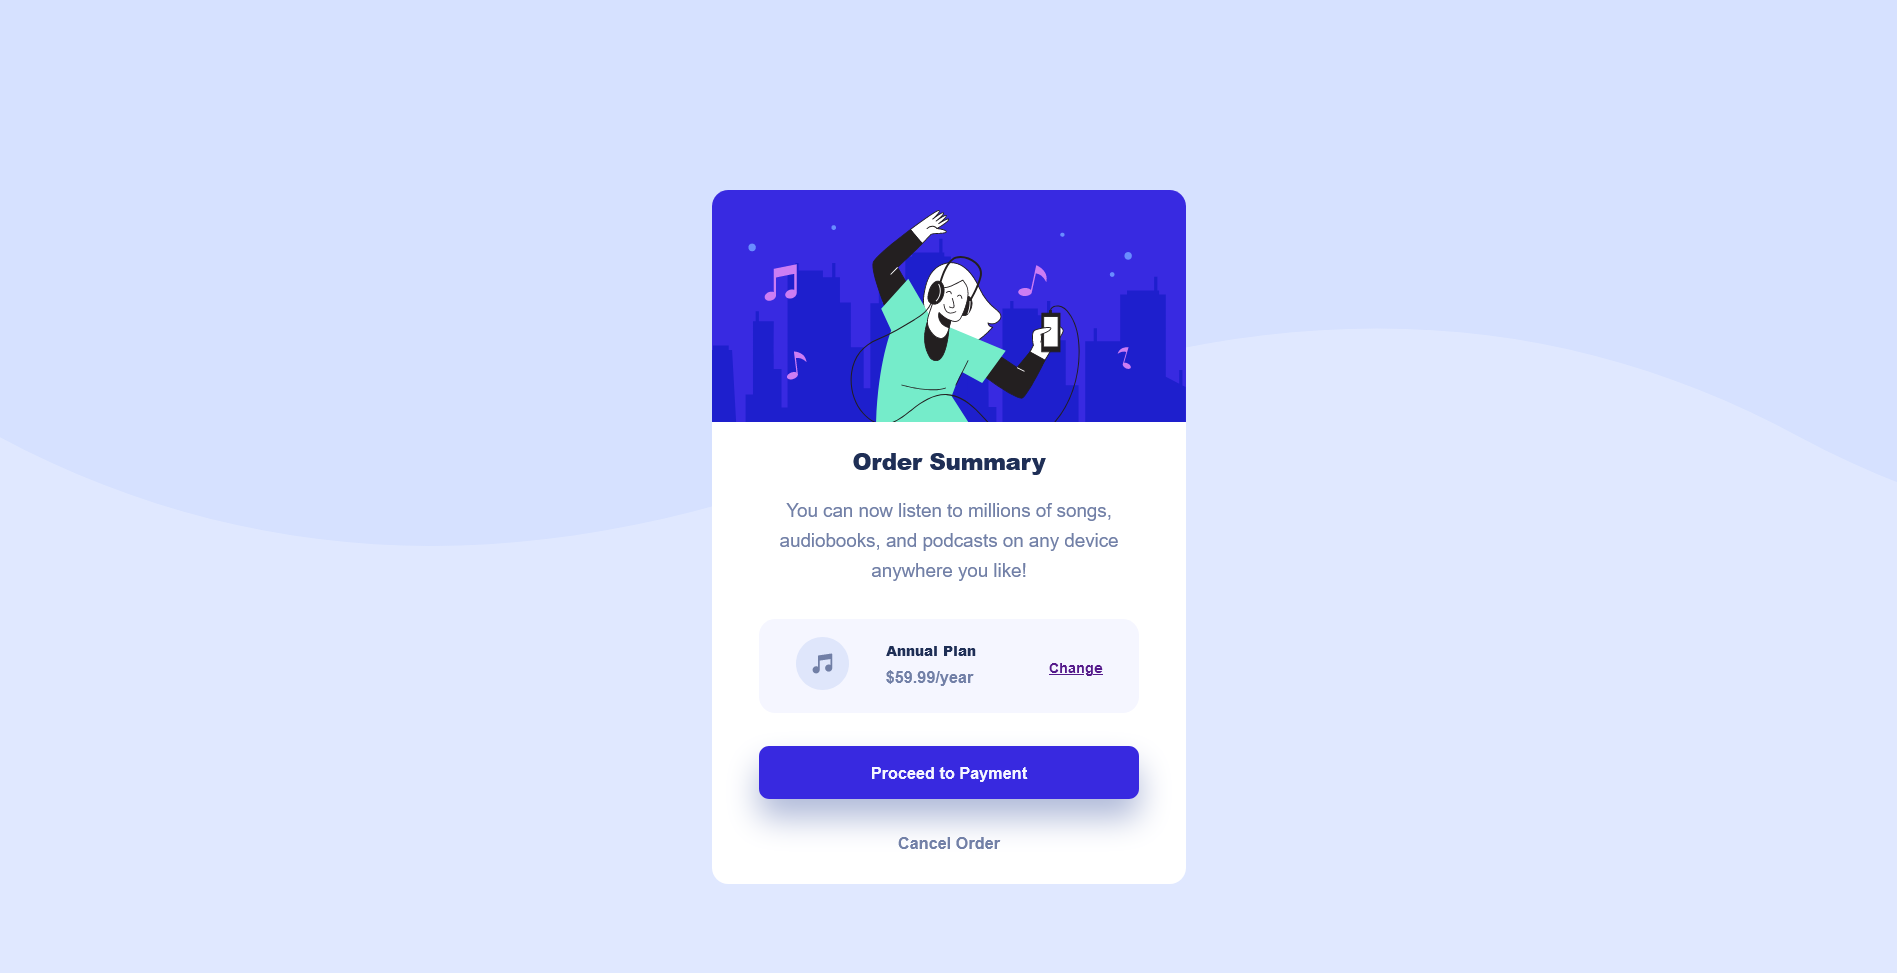 Order Summary
You can now listen to millions of songs,
audiobooks, and podcasts on any device
anywhere you like!
Annual Plan
$59.99/year
Change
Proceed to Payment
Cancel Order